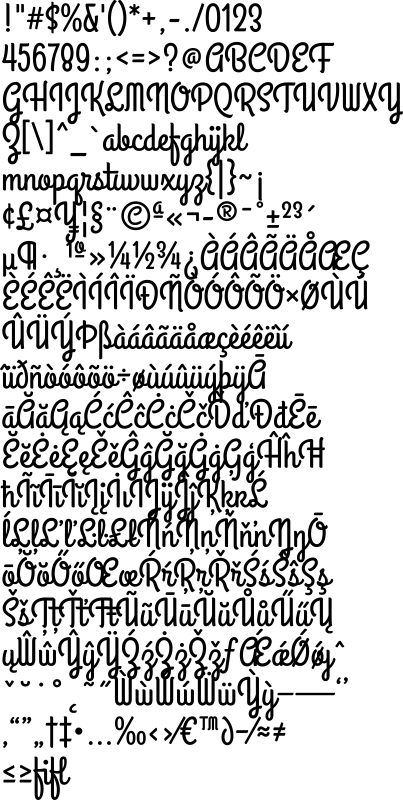 !"#$%&'()*+,-./0123
456789:;<=>?@ABCDEF
GHIJKLMNOPQRSTUVWXY
Z[\]^_`abcdefghijkl
mnopqrstuvwxyz{|}~¡
¢£¤¥¦§¨©ª«¬-®¯°±²³´
µ¶·¸¹º»¼½¾¿ÀÁÂÃÄÅÆÇ
ÈÉÊËÌÍÎÏÐÑÒÓÔÕÖ×ØÙÚ
ÛÜÝÞßàáâãäåæçèéêëìí
îïðñòóôõö÷øùúûüýþÿĀ
āĂăĄąĆćĈĉĊċČčĎďĐđĒē
ĔĕĖėĘęĚěĜĝĞğĠġĢģĤĥĦ
ħĨĩĪīĬĭĮįİıĲĳĴĵĶķĸĹ
ĺĻļĽľĿŀŁłŃńŅņŇňŉŊŋŌ
ōŎŏŐőŒœŔŕŖŗŘřŚśŜŝŞş
ŠšŢţŤťŦŧŨũŪūŬŭŮůŰűŲ
ųŴŵŶŷŸŹźŻżŽžƒǼǽǾǿˆ
ˇ˘˙˚˛˜˝ẀẁẂẃẄẅỲỳ–—‘’
‚“”„†‡•…‰‹›⁄€™∂−∕≈≠
≤≥ﬁﬂ